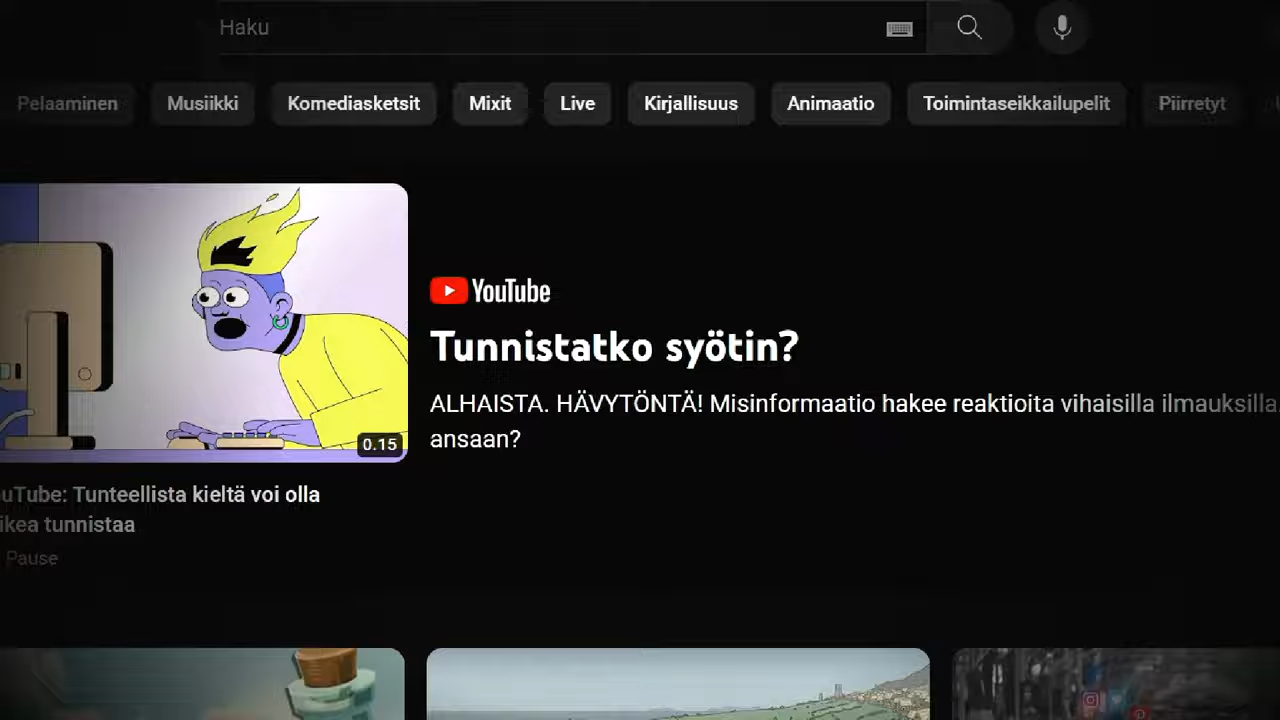 Haku
Pelaaminen Musiikki Komediasketsit Mixit Live Kirjallisuus Animaatio Toimintaseikkailupelit Piirretyt
YouTube
Tunnistatko syötin?
ALHAISTA. HÄVYTÖNTÄ! Misinformaatio hakee reaktioita vihaisilla ilmauksilla.
ansaan?
0.15
uTube: Tunteellista kieltä voi olla
ikea tunnistaa
Pause